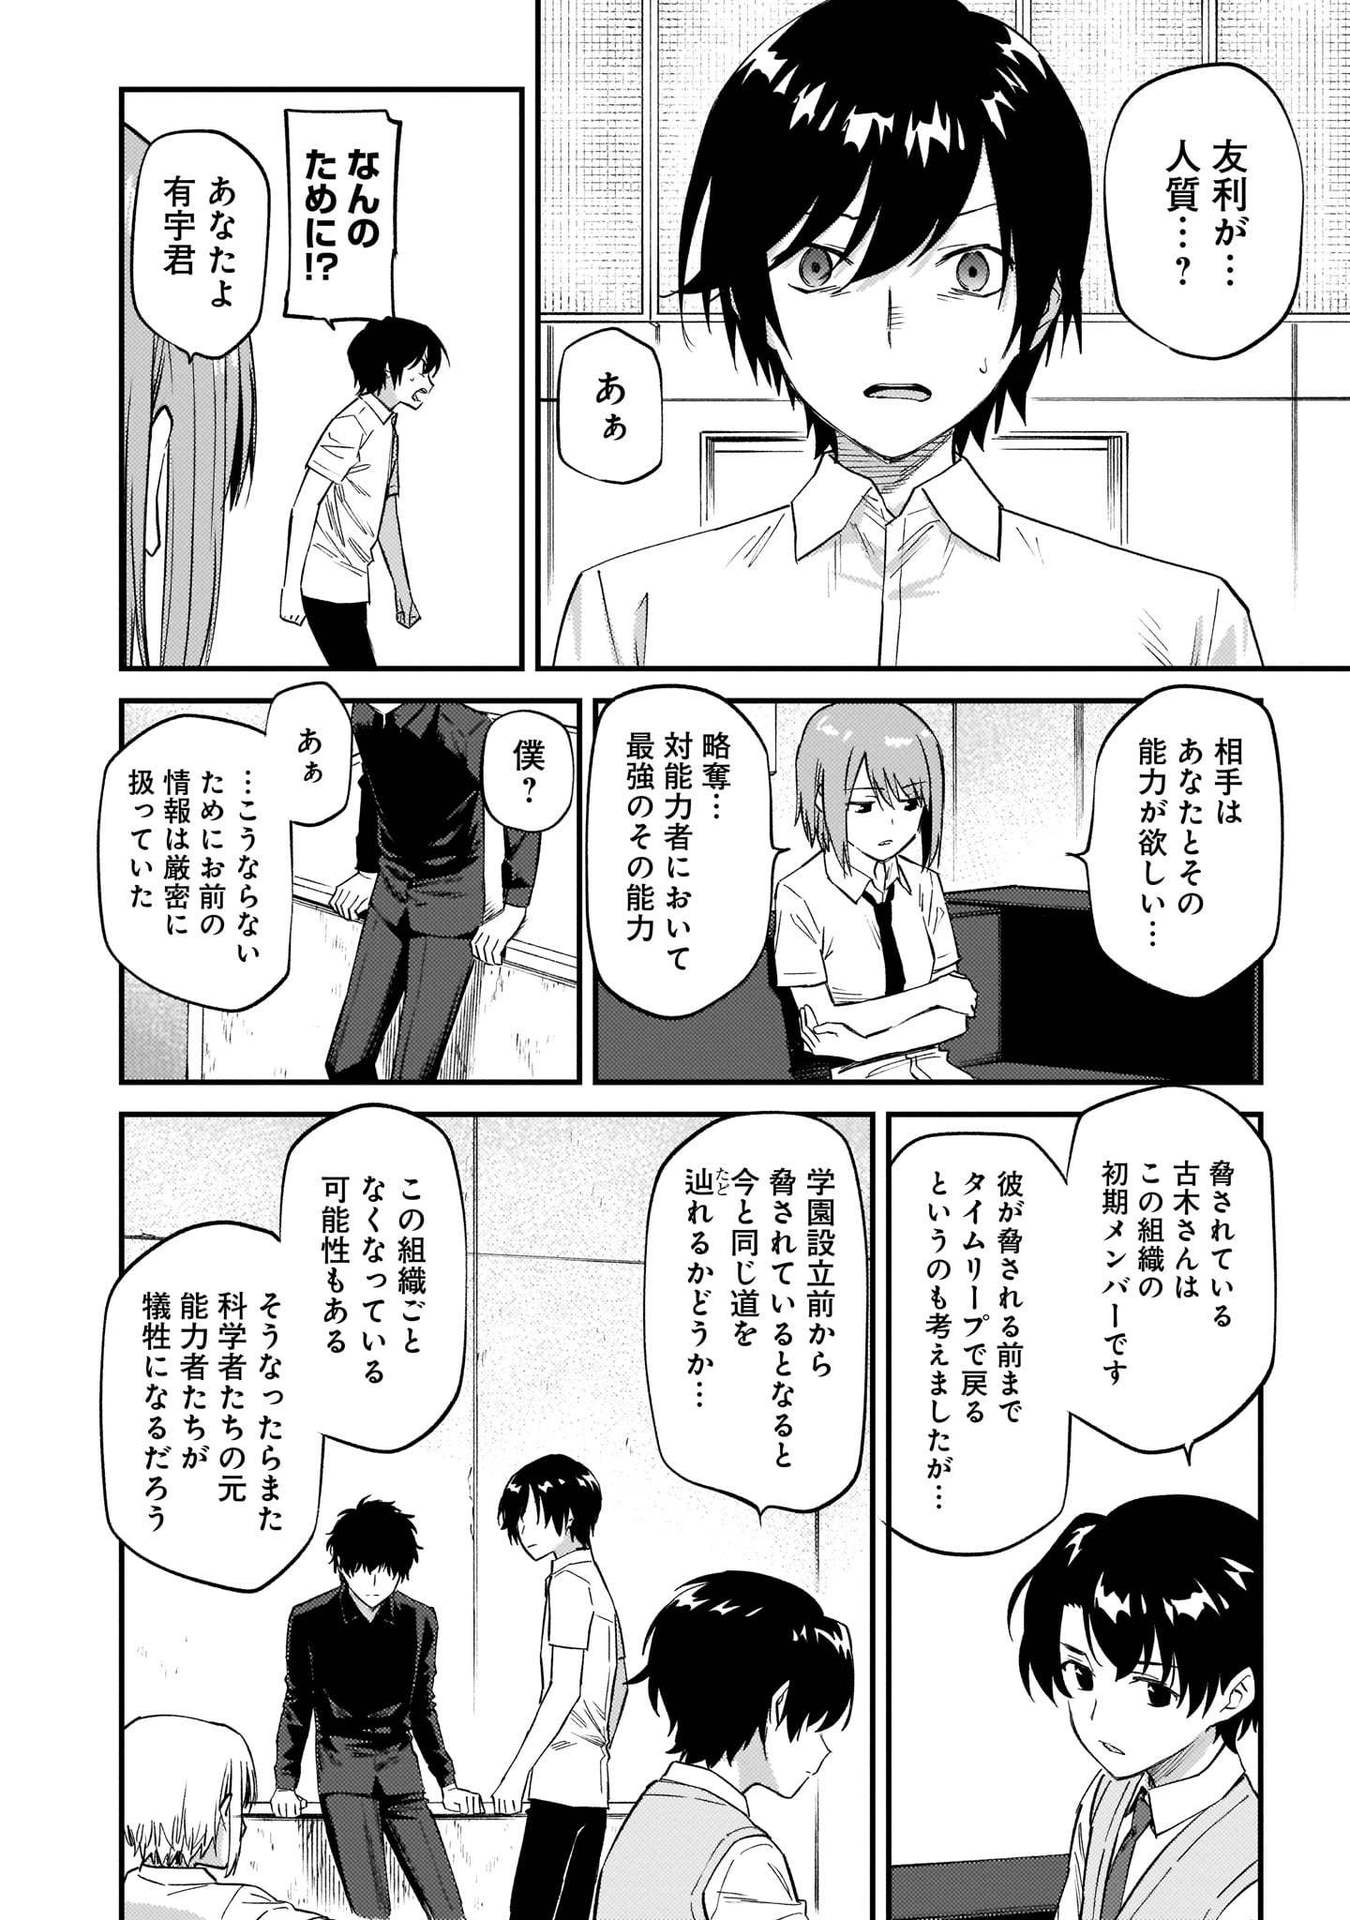 友利が…
人質…？
あぁ
なんの
ために!?
あなたよ
有宇君
相手は
あなたとその
能力が欲しい…
略奪…
対能力者において
最強のその能力
僕？
あぁ
…こうならない
ためにお前の
情報は厳密に
扱っていた
脅されている
古木さんは
この組織の
初期メンバーです
彼が脅される前まで
タイムリープで戻る
というのも考えましたが…
学園設立前から
脅されているとなると
今と同じ道を
辿れるかどうか…
たど
この組織ごと
なくなっている
可能性もある
そうなったらまた
科学者たちの元
能力者たちが
犠牲になるだろう